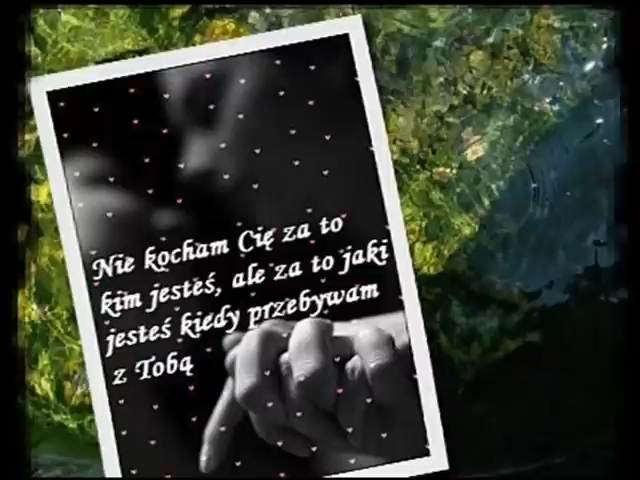 Nie kocham Cię za to
kim jesteś, ale za to jaki
jesteś kiedy przebywam
z Tobą